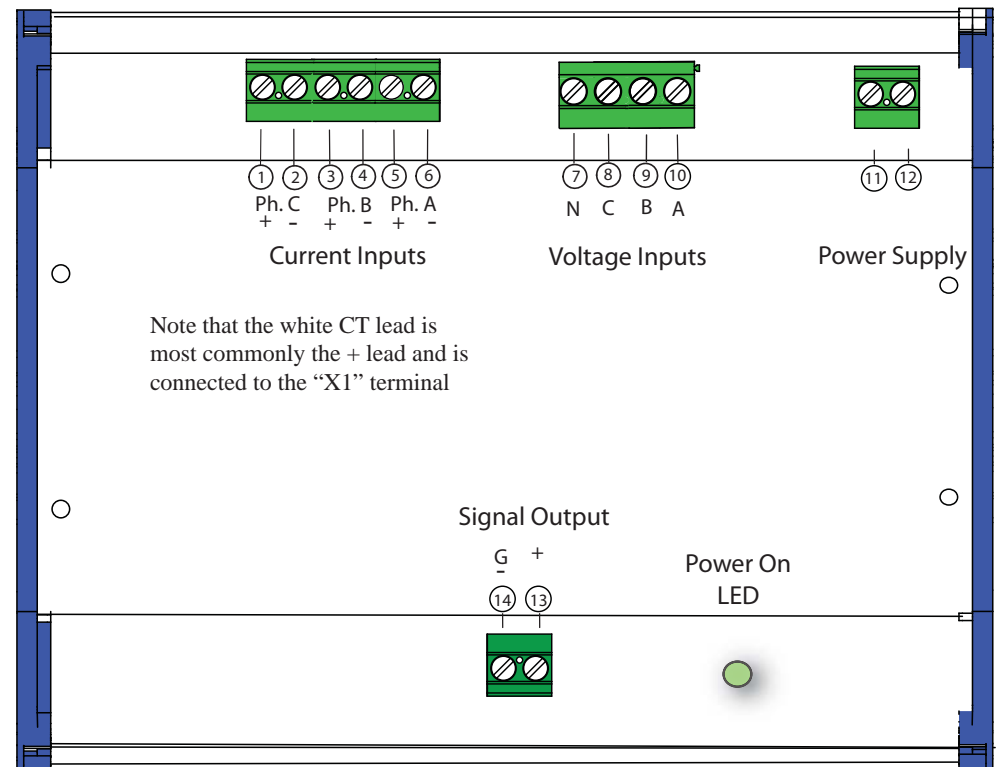 1 2 3 4 5 6 7 8 9 10 11 12
Ph. C Ph. B Ph. A N C B A
+ - + - + -
Current Inputs Voltage Inputs Power Supply
Note that the white CT lead is
most commonly the + lead and is
connected to the “X1” terminal
Signal Output
G +
-
Power On
LED
14 13